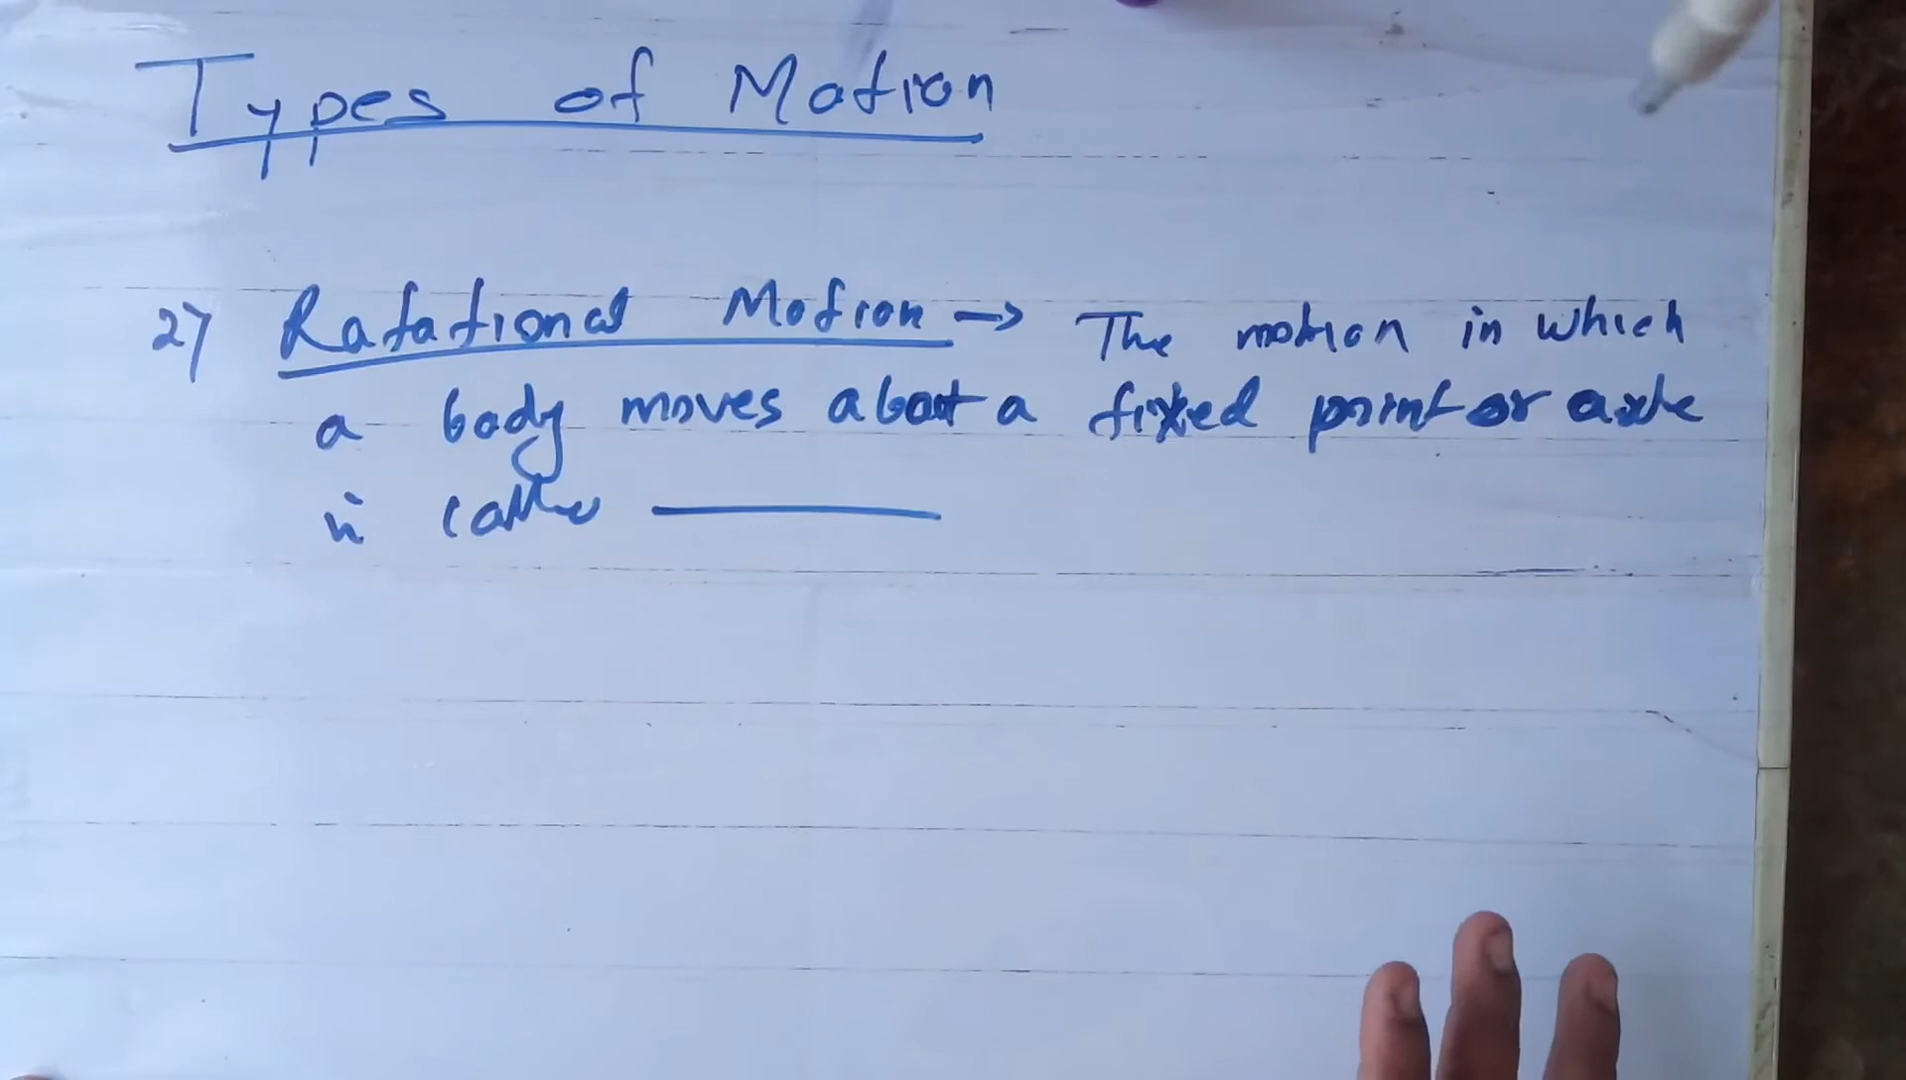 Types of Motion
2) Rotational Motion → The motion in which
a body moves about a fixed point or axle
is called ———